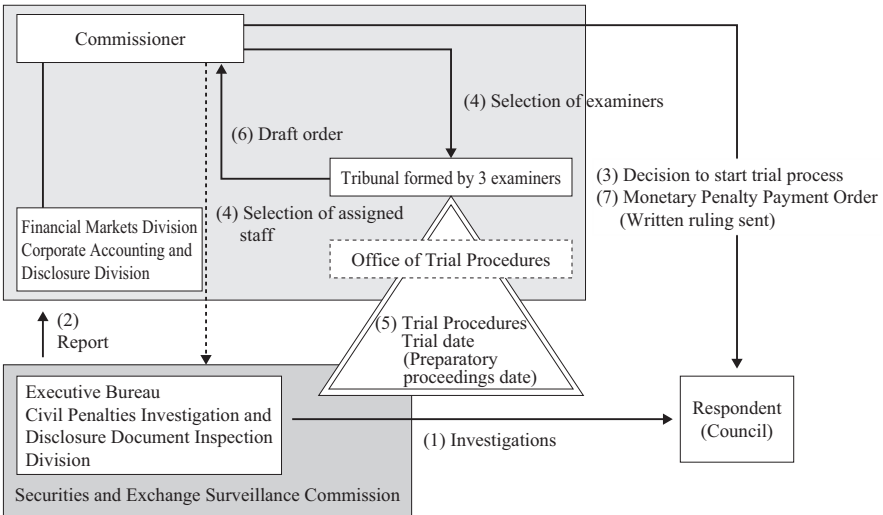 Commissioner
(4) Selection of examiners
(6) Draft order
Tribunal formed by 3 examiners
(3) Decision to start trial process
(7) Monetary Penalty Payment Order
(Written ruling sent)
(4) Selection of assigned
staff
Financial Markets Division
Corporate Accounting and
Disclosure Division
Office of Trial Procedures
(2)
Report
(5) Trial Procedures
Trial date
(Preparatory
proceedings date)
Executive Bureau
Civil Penalties Investigation and
Disclosure Document Inspection
Division
(1) Investigations
Respondent
(Council)
Securities and Exchange Surveillance Commission